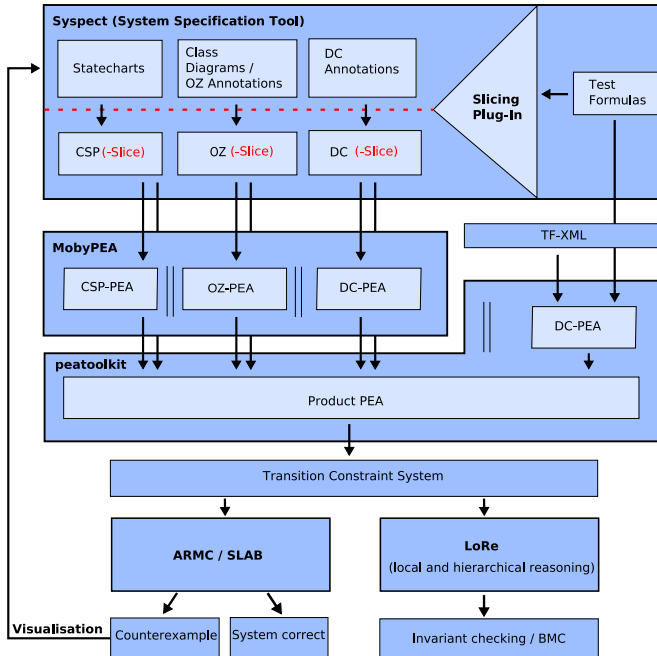 Syspect (System Specification Tool)
Statecharts
Class
Diagrams /
OZ Annotations
DC
Annotations
Slicing
Plug-In
Test
Formulas
CSP (-Slice)
OZ (-Slice)
DC (-Slice)
MobyPEA
TF-XML
CSP-PEA
OZ-PEA
DC-PEA
DC-PEA
peatoolkit
Product PEA
Transition Constraint System
ARMC / SLAB
LoRe
(local and hierarchical reasoning)
Visualisation
Counterexample
System correct
Invariant checking / BMC